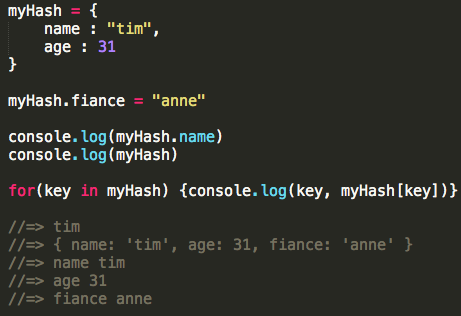 myHash = {
    name : "tim",
    age : 31
}

myHash.fiance = "anne"

console.log(myHash.name)
console.log(myHash)

for(key in myHash) {console.log(key, myHash[key])}

//=> tim
//=> { name: 'tim', age: 31, fiance: 'anne' }
//=> name tim
//=> age 31
//=> fiance anne